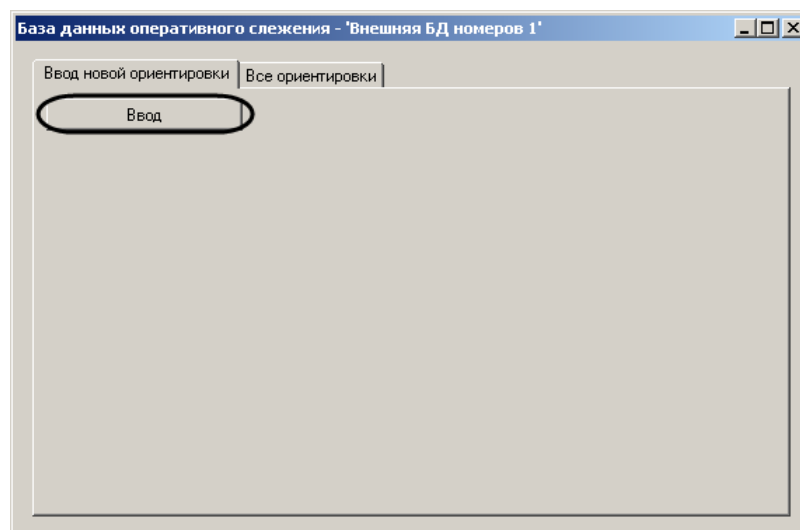 База данных оперативного слежения - 'Внешняя БД номеров 1'
Ввод новой ориентировки
Все ориентировки
Ввод